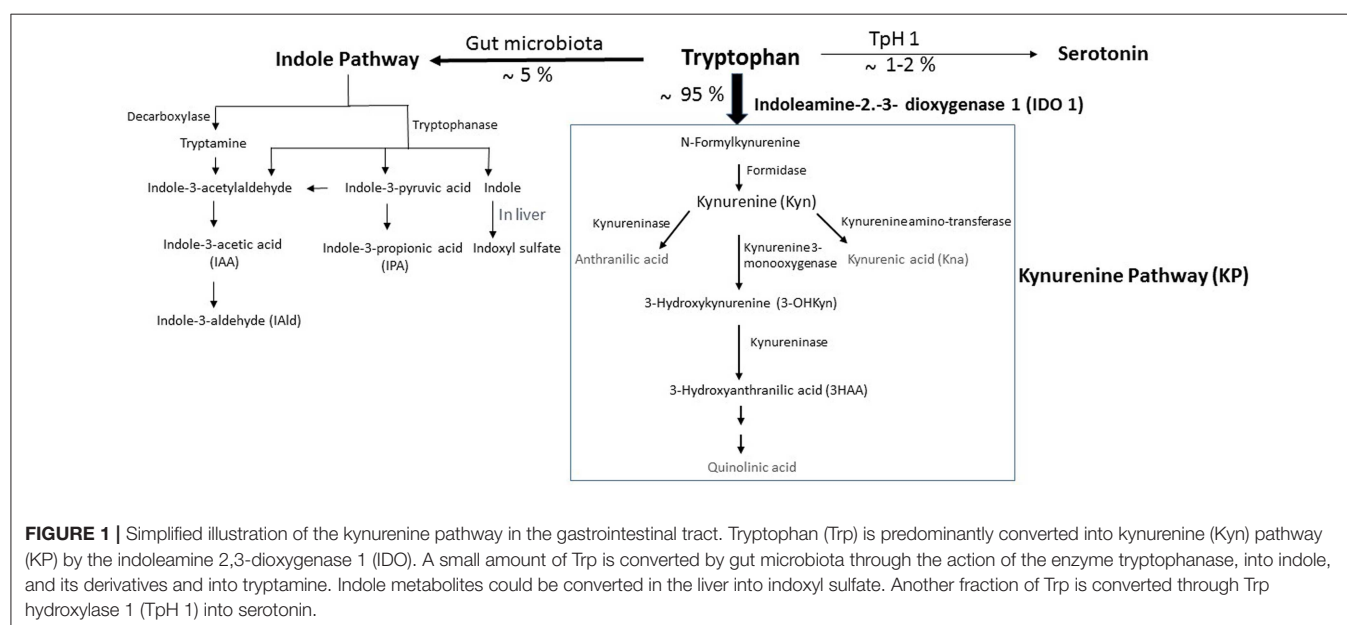 Gut microbiota
Indole Pathway
~ 5 %
Tryptophan
TpH 1
~ 1-2 %
Serotonin
~ 95 %
Indoleamine-2.-3- dioxygenase 1 (IDO 1)
Decarboxylase
Tryptophanase
Tryptamine
Indole-3-acetylaldehyde
Indole-3-pyruvic acid
Indole
In liver
Indole-3-acetic acid
(IAA)
Indole-3-propionic acid
(IPA)
Indoxyl sulfate
Indole-3-aldehyde (IAld)
N-Formylkynurenine
Formidase
Kynurenine (Kyn)
Kynureninase
Kynurenine amino-transferase
Anthranilic acid
Kynurenine 3-
monooxygenase
Kynurenic acid (Kna)
Kynurenine Pathway (KP)
3-Hydroxykynurenine (3-OHKyn)
Kynureninase
3-Hydroxyanthranilic acid (3HAA)
Quinolinic acid
FIGURE 1 | Simplified illustration of the kynurenine pathway in the gastrointestinal tract. Tryptophan (Trp) is predominantly converted into kynurenine (Kyn) pathway
(KP) by the indoleamine 2,3-dioxygenase 1 (IDO). A small amount of Trp is converted by gut microbiota through the action of the enzyme tryptophanase, into indole,
and its derivatives and into tryptamine. Indole metabolites could be converted in the liver into indoxyl sulfate. Another fraction of Trp is converted through Trp
hydroxylase 1 (TpH 1) into serotonin.